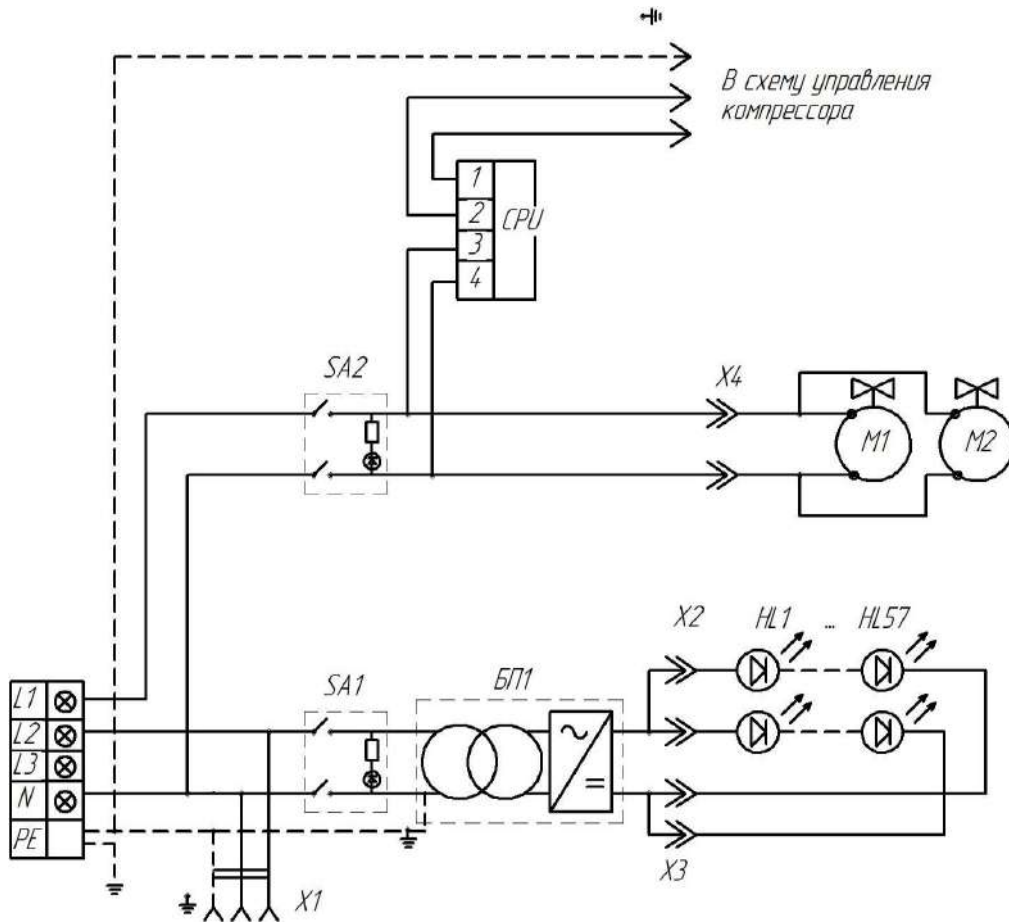 В схему управления
компрессора
1
2
CPU
3
4
SA2
X4
M1
M2
X2
HL1 ... HL57
SA1
БП1
L1
L2
L3
N
PE
X3
X1